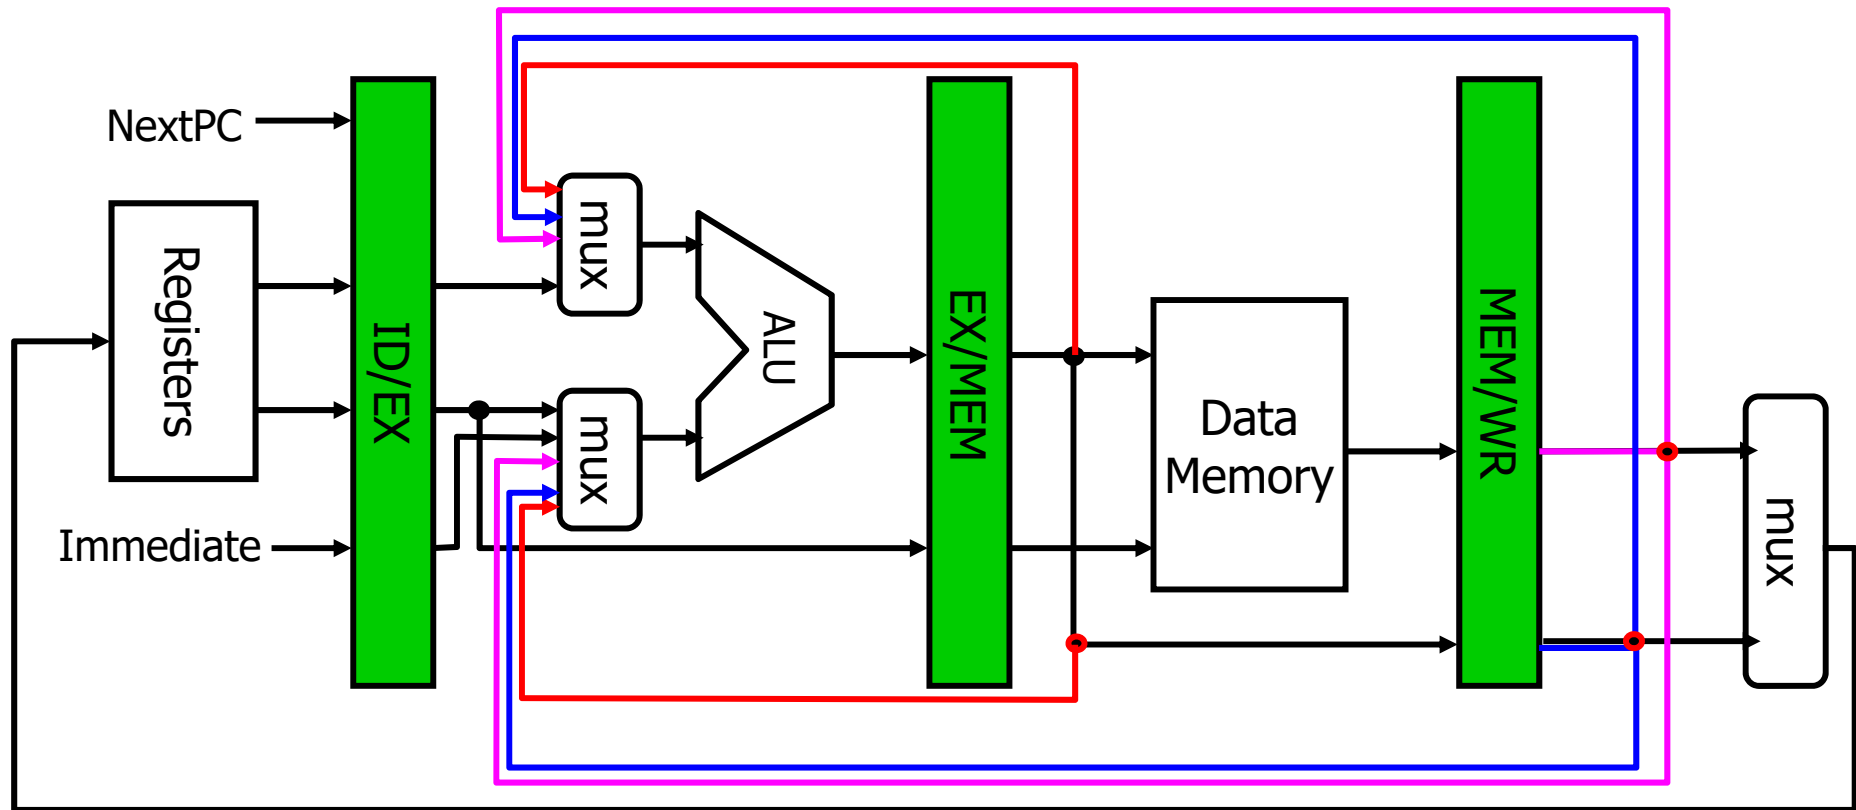 NextPC
Registers
Immediate
ID/EX
mux
mux
ALU
EX/MEM
Data
Memory
MEM/WR
mux